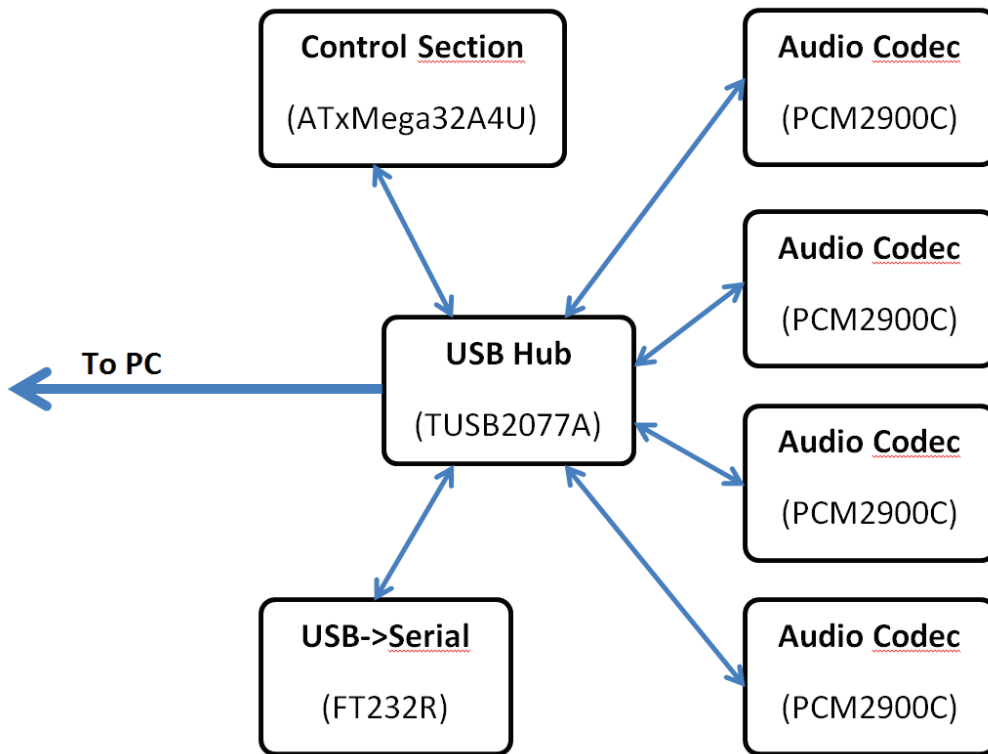 Control Section
(ATxMega32A4U)
Audio Codec
(PCM2900C)
Audio Codec
(PCM2900C)
To PC
USB Hub
(TUSB2077A)
Audio Codec
(PCM2900C)
USB->Serial
(FT232R)
Audio Codec
(PCM2900C)